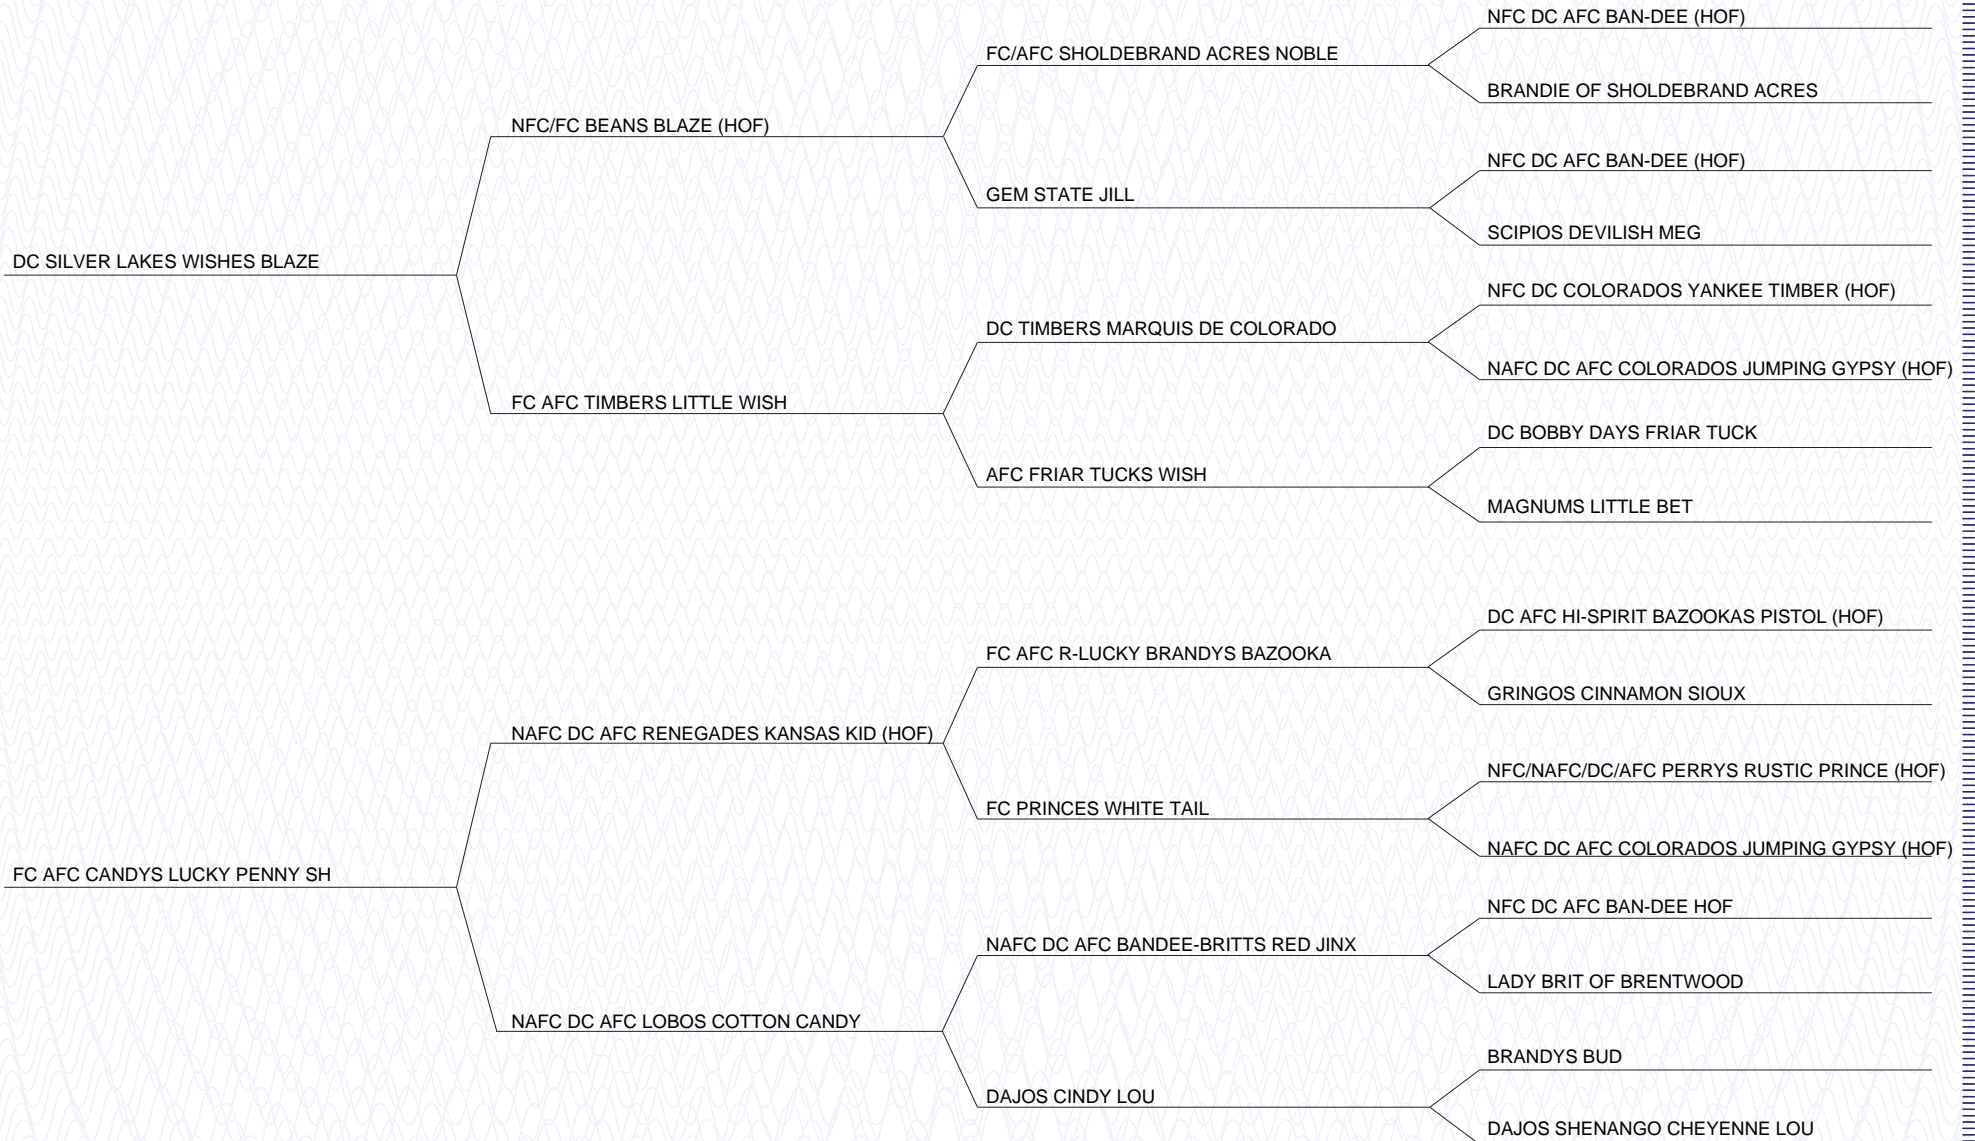 NFC DC AFC BAN-DEE (HOF)
FC/AFC SHOLDEBRAND ACRES NOBLE
BRANDIE OF SHOLDEBRAND ACRES
NFC/FC BEANS BLAZE (HOF)
NFC DC AFC BAN-DEE (HOF)
GEM STATE JILL
SCIPIOS DEVILISH MEG
DC SILVER LAKES WISHES BLAZE
NFC DC COLORADOS YANKEE TIMBER (HOF)
DC TIMBERS MARQUIS DE COLORADO
NAFC DC AFC COLORADOS JUMPING GYPSY (HOF)
FC AFC TIMBERS LITTLE WISH
DC BOBBY DAYS FRIAR TUCK
AFC FRIAR TUCKS WISH
MAGNUMS LITTLE BET
DC AFC HI-SPIRIT BAZOOKAS PISTOL (HOF)
FC AFC R-LUCKY BRANDYS BAZOOKA
GRINGOS CINNAMON SIOUX
NAFC DC AFC RENEGADES KANSAS KID (HOF)
NFC/NAFC/DC/AFC PERRYS RUSTIC PRINCE (HOF)
FC PRINCES WHITE TAIL
NAFC DC AFC COLORADOS JUMPING GYPSY (HOF)
FC AFC CANDYS LUCKY PENNY SH
NFC DC AFC BAN-DEE HOF
NAFC DC AFC BANDEE-BRITTS RED JINX
LADY BRIT OF BRENTWOOD
NAFC DC AFC LOBOS COTTON CANDY
BRANDYS BUD
DAJOS CINDY LOU
DAJOS SHENANGO CHEYENNE LOU